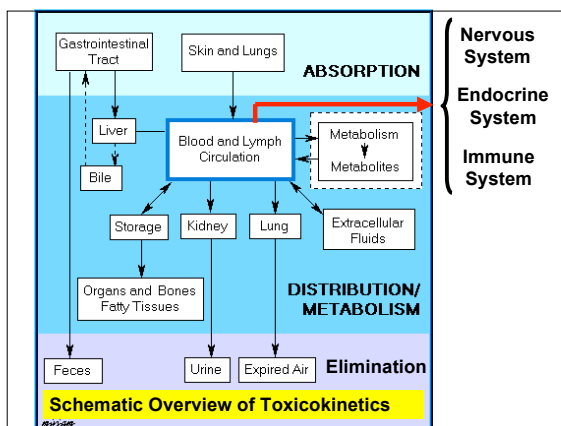 Gastrointestinal
Tract
Skin and Lungs
ABSORPTION
Nervous
System
Endocrine
System
Immune
System
Liver
Blood and Lymph
Circulation
Metabolism
Metabolites
Bile
Storage
Kidney
Lung
Extracellular
Fluids
Organs and Bones
Fatty Tissues
DISTRIBUTION/
METABOLISM
Feces
Urine
Expired Air
Elimination
Schematic Overview of Toxicokinetics